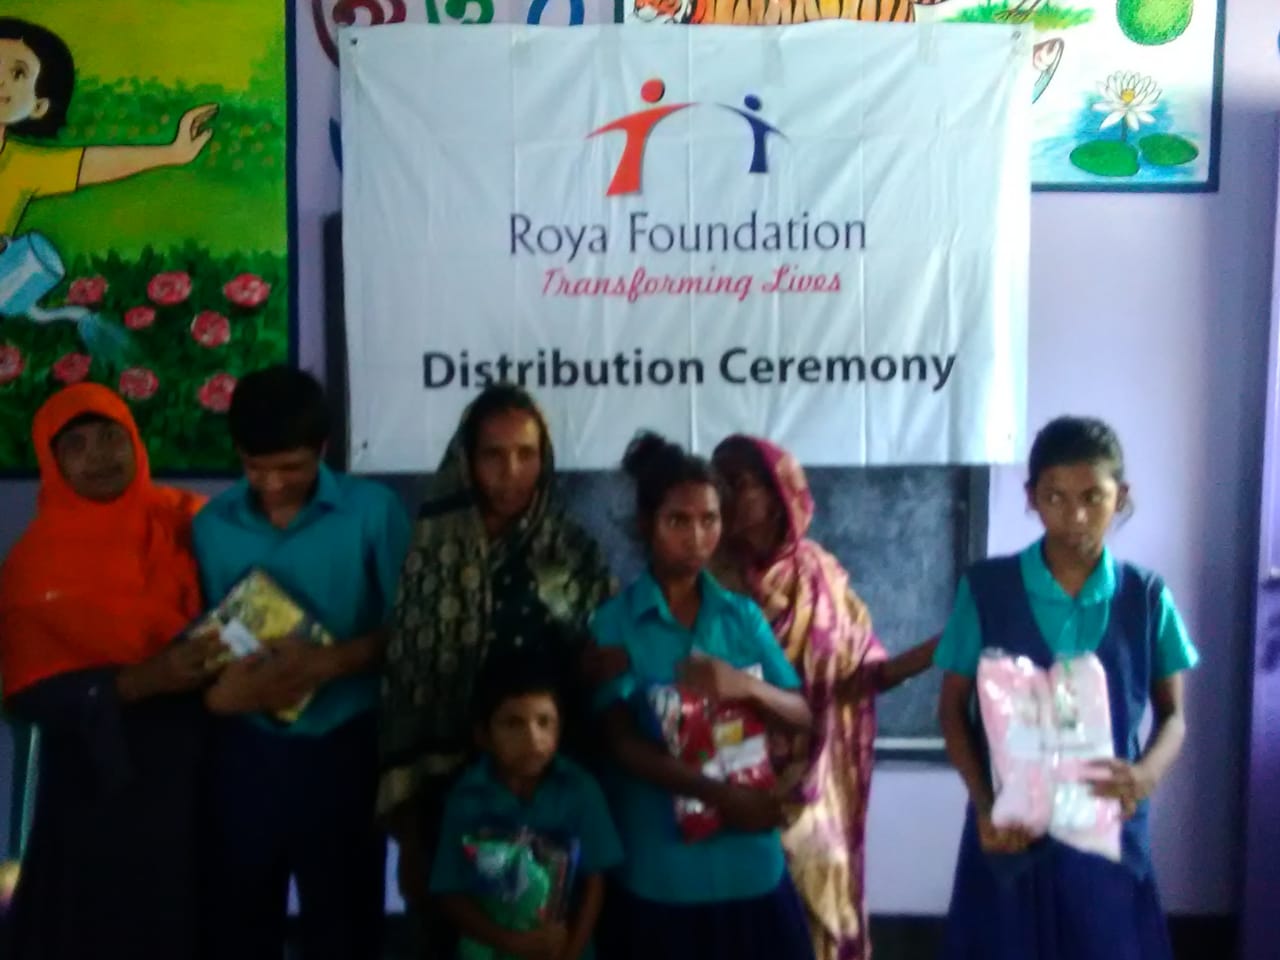 Roya Foundation
Transforming Lives
Distribution Ceremony